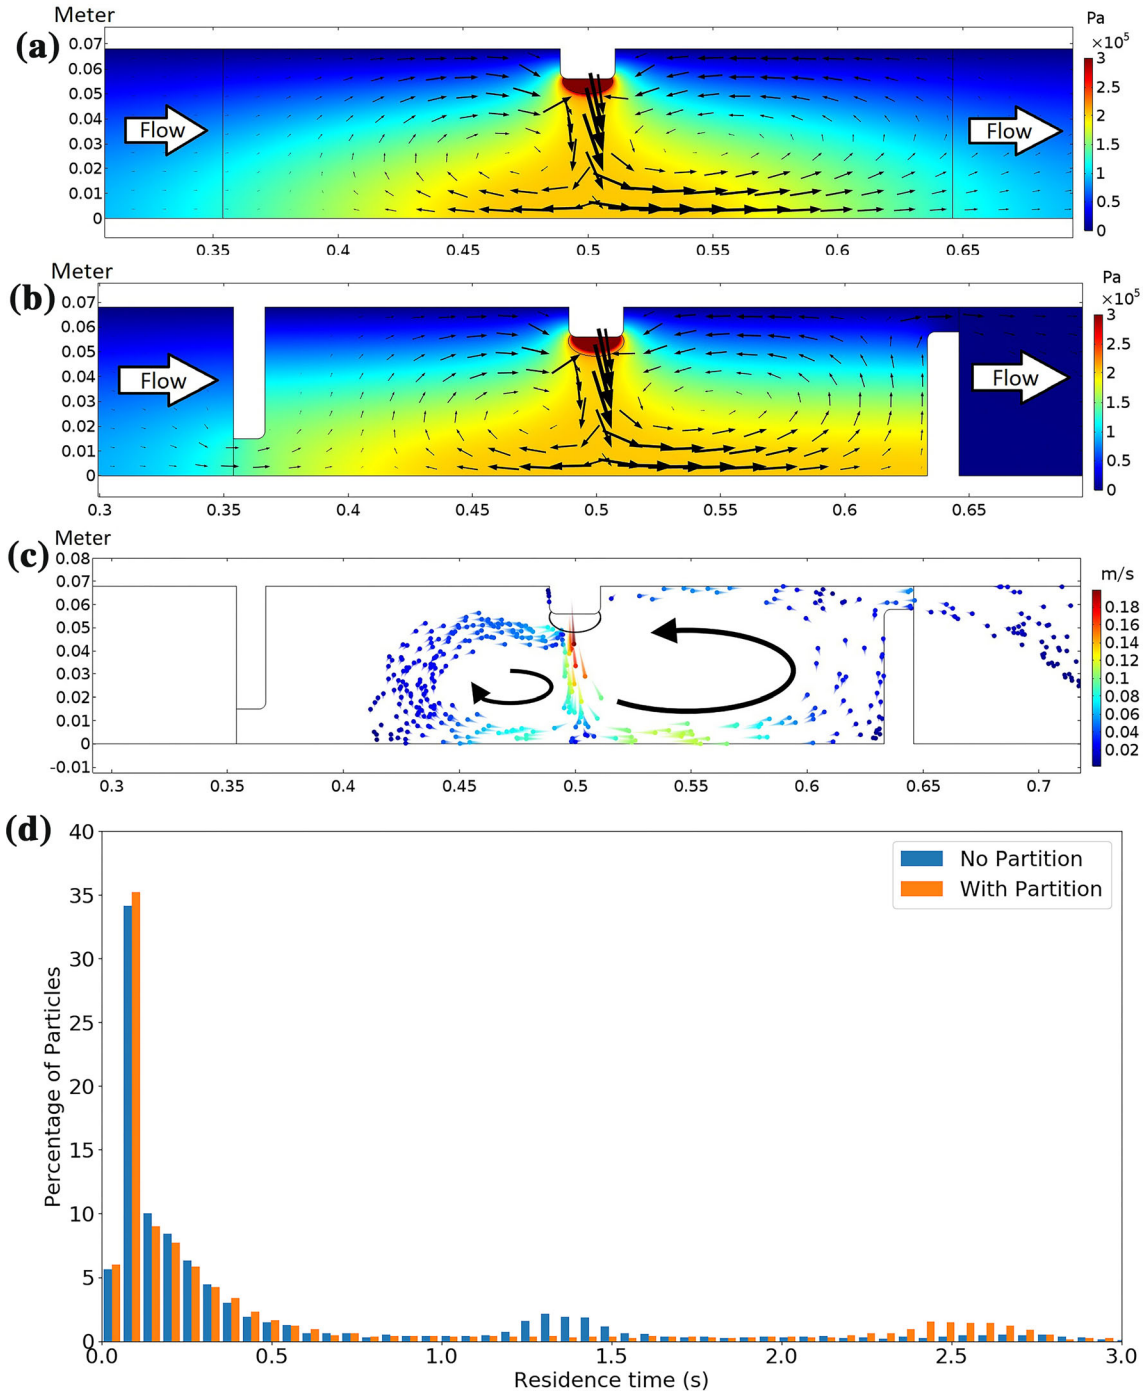 Meter
(a)
Pa
×10⁵
0.07
0.06
0.05
0.04
0.03
0.02
0.01
0
Flow
Flow
3
2.5
2
1.5
1
0.5
0
0.35 0.4 0.45 0.5 0.55 0.6 0.65
Meter
(b)
Pa
×10⁵
0.07
0.06
0.05
0.04
0.03
0.02
0.01
0
Flow
Flow
3
2.5
2
1.5
1
0.5
0
0.3 0.35 0.4 0.45 0.5 0.55 0.6 0.65
Meter
(c)
m/s
0.08
0.07
0.06
0.05
0.04
0.03
0.02
0.01
0
-0.01
0.18
0.16
0.14
0.12
0.10
0.08
0.06
0.04
0.02
0.3 0.35 0.4 0.45 0.5 0.55 0.6 0.65 0.7
(d)
40
35
30
25
20
15
10
5
0
Percentage of Particles
No Partition
With Partition
0.0 0.5 1.0 1.5 2.0 2.5 3.0
Residence time (s)